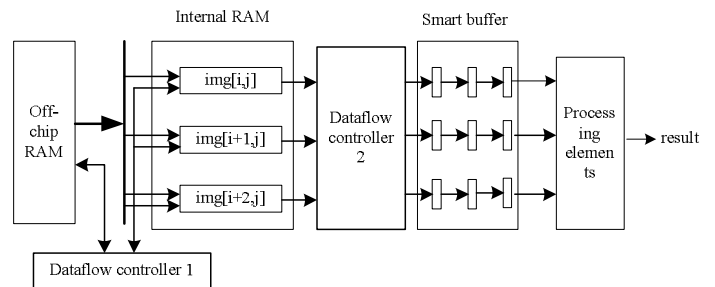 Internal RAM
Smart buffer
Off-
chip
RAM
img[i,j]
img[i+1,j]
img[i+2,j]
Dataflow
controller
2
Process
ing
elemen
ts
result
Dataflow controller 1